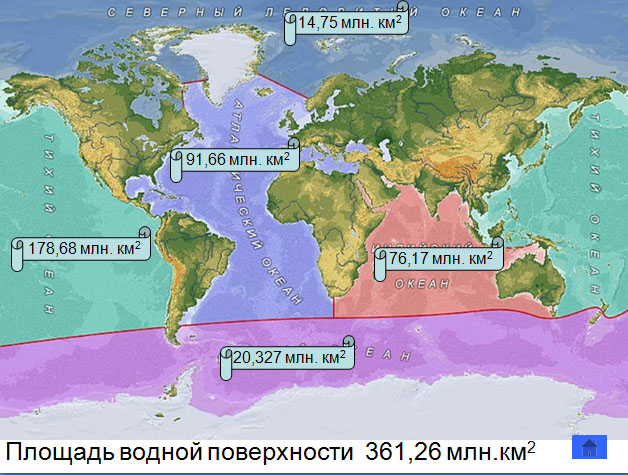 СЕВЕРНЫЙ ЛЕДОВИТЫЙ ОКЕАН
14,75 млн. км²
АТЛАНТИЧЕСКИЙ ОКЕАН
91,66 млн. км²
ТИХИЙ ОКЕАН
ТИХИЙ ОКЕАН
178,68 млн. км²
ИНДИЙСКИЙ
ОКЕАН
76,17 млн. км²
20,327 млн. км²
ОКЕАН
Площадь водной поверхности 361,26 млн.км²